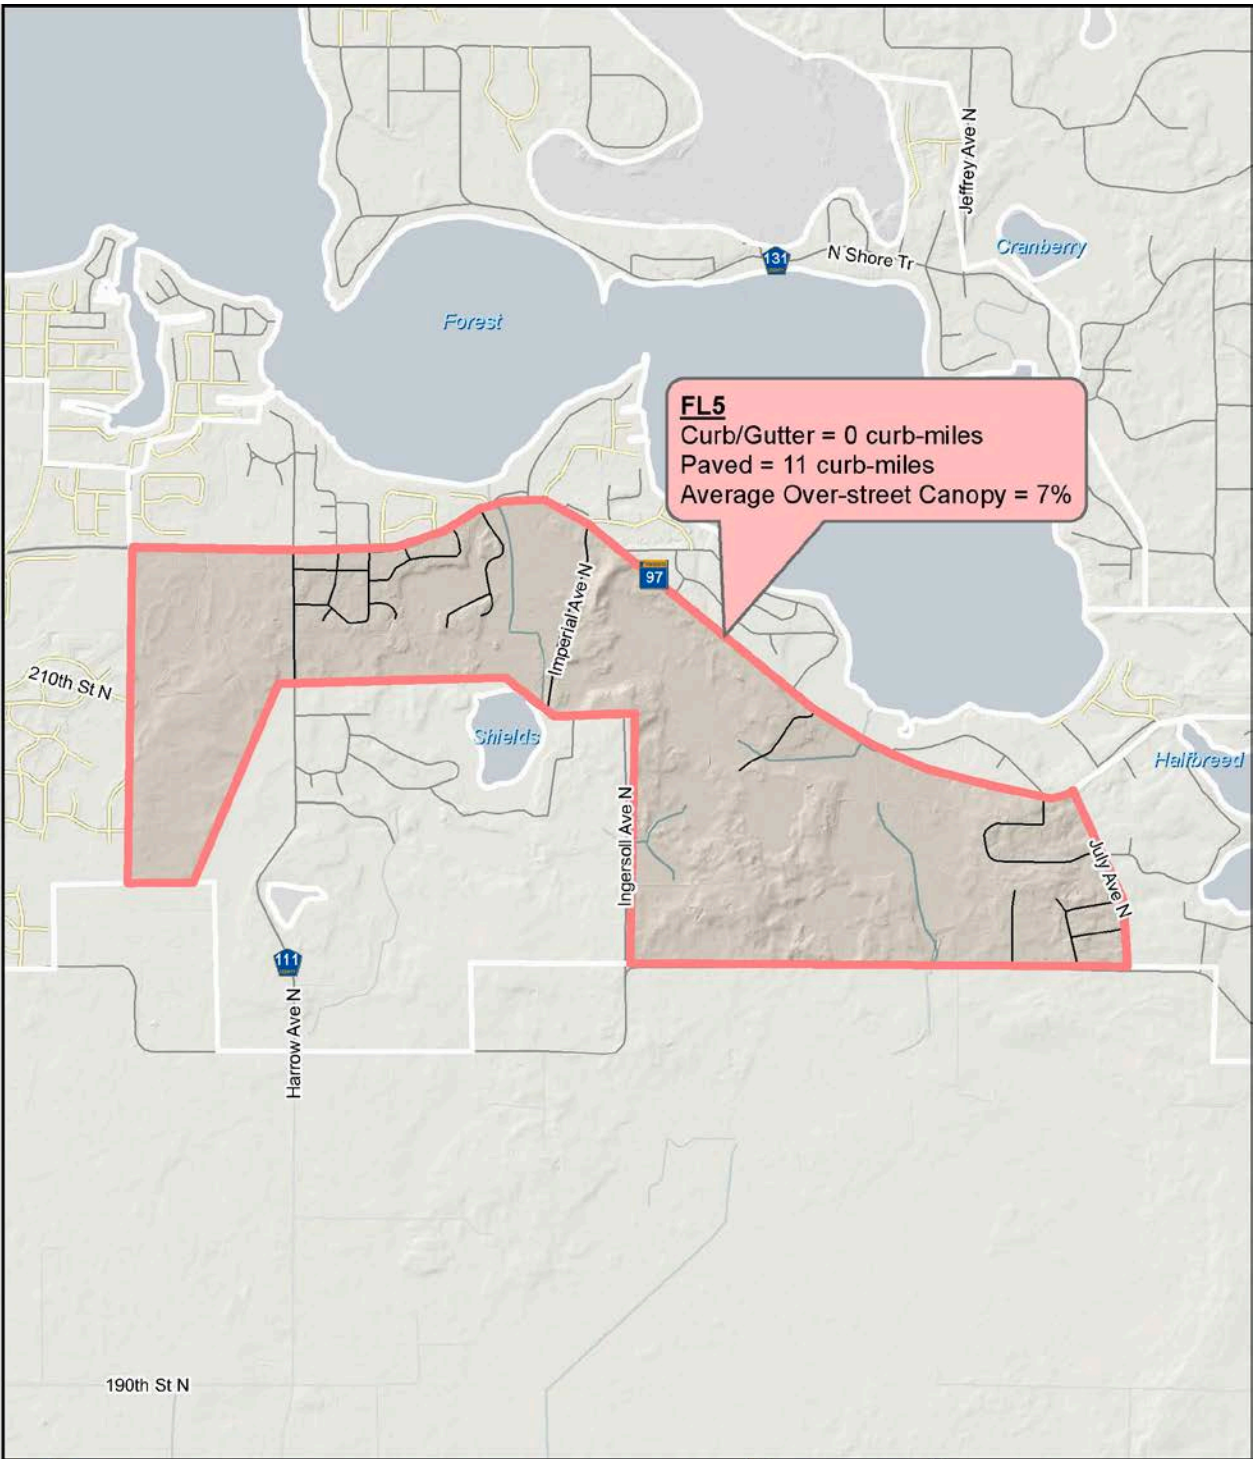 Jeffrey Ave N
Cranberry
131
N Shore Tr
Forest
FL5
Curb/Gutter = 0 curb-miles
Paved = 11 curb-miles
Average Over-street Canopy = 7%
97
Imperial Ave N
210th St N
Shields
Halfbreed
Ingersoll Ave N
July Ave N
111
Harrow Ave N
190th St N